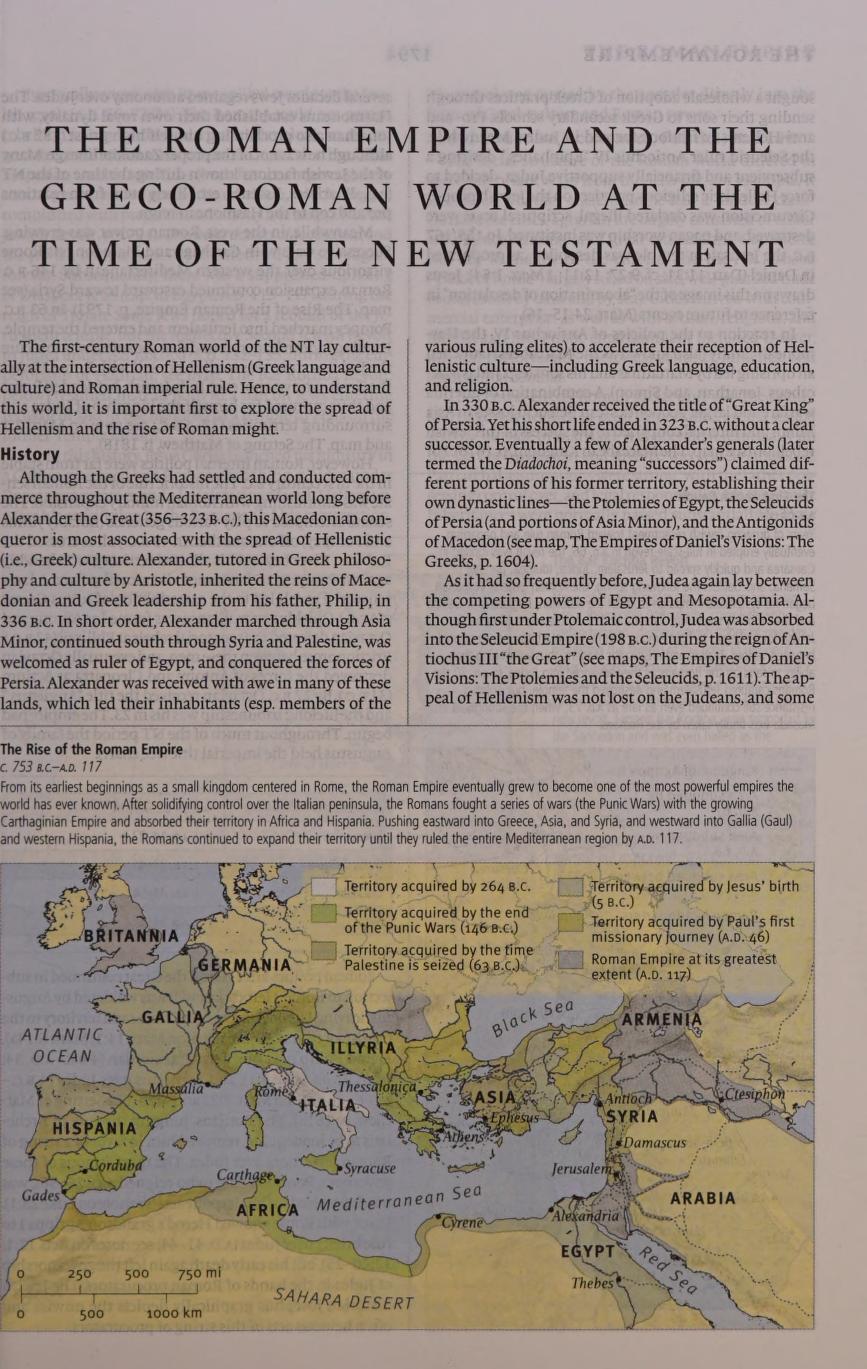 THE ROMAN EMPIRE AND THE
GRECO-ROMAN WORLD AT THE
TIME OF THE NEW TESTAMENT
The first-century Roman world of the NT lay cultur-
ally at the intersection of Hellenism (Greek language and
culture) and Roman imperial rule. Hence, to understand
this world, it is important first to explore the spread of
Hellenism and the rise of Roman might.
History
Although the Greeks had settled and conducted com-
merce throughout the Mediterranean world long before
Alexander the Great (356–323 B.C.), this Macedonian con-
queror is most associated with the spread of Hellenistic
(i.e., Greek) culture. Alexander, tutored in Greek philoso-
phy and culture by Aristotle, inherited the reins of Mace-
donian and Greek leadership from his father, Philip, in
336 B.C. In short order, Alexander marched through Asia
Minor, continued south through Syria and Palestine, was
welcomed as ruler of Egypt, and conquered the forces of
Persia. Alexander was received with awe in many of these
lands, which led their inhabitants (esp. members of the
various ruling elites) to accelerate their reception of Hel-
lenistic culture—including Greek language, education,
and religion.
In 330 B.C. Alexander received the title of “Great King”
of Persia. Yet his short life ended in 323 B.C. without a clear
successor. Eventually a few of Alexander’s generals (later
termed the Diadochoi, meaning “successors”) claimed dif-
ferent portions of his former territory, establishing their
own dynastic lines—the Ptolemies of Egypt, the Seleucids
of Persia (and portions of Asia Minor), and the Antigonids
of Macedon (see map, The Empires of Daniel’s Visions: The
Greeks, p. 1604).
As it had so frequently before, Judea again lay between
the competing powers of Egypt and Mesopotamia. Al-
though first under Ptolemaic control, Judea was absorbed
into the Seleucid Empire (198 B.C.) during the reign of An-
tiochus III “the Great” (see maps, The Empires of Daniel’s
Visions: The Ptolemies and the Seleucids, p. 1611). The ap-
peal of Hellenism was not lost on the Judeans, and some
The Rise of the Roman Empire
c. 753 B.C.–A.D. 117
From its earliest beginnings as a small kingdom centered in Rome, the Roman Empire eventually grew to become one of the most powerful empires the
world has ever known. After solidifying control over the Italian peninsula, the Romans fought a series of wars (the Punic Wars) with the growing
Carthaginian Empire and absorbed their territory in Africa and Hispania. Pushing eastward into Greece, Asia, and Syria, and westward into Gallia (Gaul)
and western Hispania, the Romans continued to expand their territory until they ruled the entire Mediterranean region by A.D. 117.
Territory acquired by 264 B.C.
Territory acquired by the end
of the Punic Wars (146 B.C.)
Territory acquired by the time
Palestine is seized (63 B.C.)
Territory acquired by Jesus’ birth
(5 B.C.)
Territory acquired by Paul’s first
missionary journey (A.D. 46)
Roman Empire at its greatest
extent (A.D. 117)
BRITANNIA
GERMANIA
GALLIA
ATLANTIC
OCEAN
Black Sea
ARMENIA
ILLYRIA
Massalia
Rome
ITALIA
Thessalonica
ASIA
Ephesus
Athens
Antioch
SYRIA
Ctesiphon
HISPANIA
Corduba
Gades
Carthage
Syracuse
Damascus
Jerusalem
AFRICA
Mediterranean Sea
Cyrene
Alexandria
ARABIA
EGYPT
Red Sea
Thebes
SAHARA DESERT
0 250 500 750 mi
0 500 1000 km